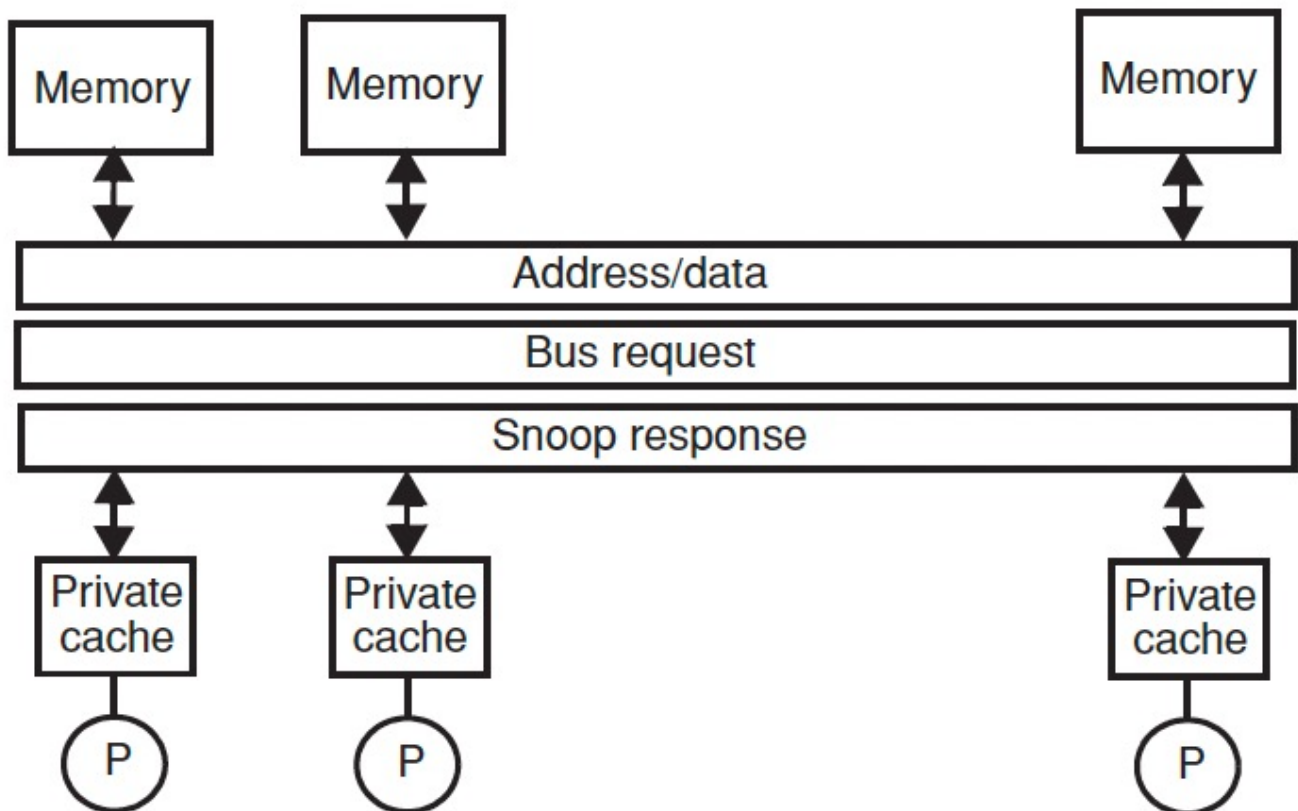 Memory
Memory
Memory
Address/data
Bus request
Snoop response
Private
cache
Private
cache
Private
cache
P
P
P